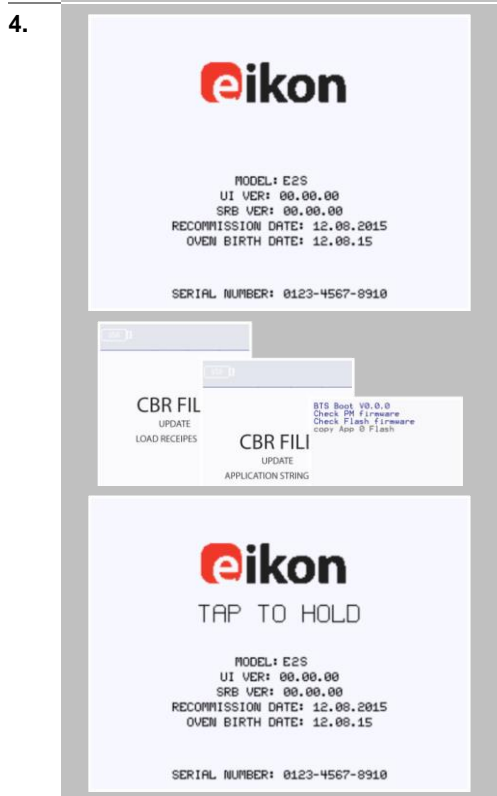 4.
eikon
MODEL: E2S
UI VER: 00.00.00
SRB VER: 00.00.00
RECOMMISSION DATE: 12.08.2015
OVEN BIRTH DATE: 12.08.15
SERIAL NUMBER: 0123-4567-8910
CBR FIL
UPDATE
LOAD RECEIPES
CBR FILI
UPDATE
APPLICATION STRING
BTS Boot V0.0.0
Check PM firmware
Check Flash firmware
copy App 0 Flash
eikon
TAP TO HOLD
MODEL: E2S
UI VER: 00.00.00
SRB VER: 00.00.00
RECOMMISSION DATE: 12.08.2015
OVEN BIRTH DATE: 12.08.15
SERIAL NUMBER: 0123-4567-8910